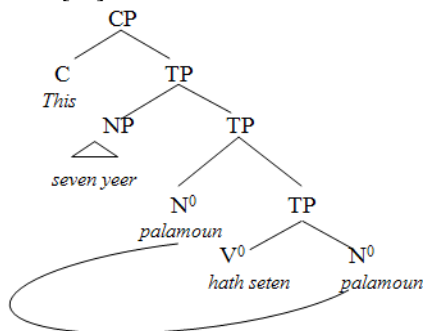 CP
C TP
This
NP TP
seven yeer
N⁰ TP
palamoun
V⁰ N⁰
hath seten palamoun